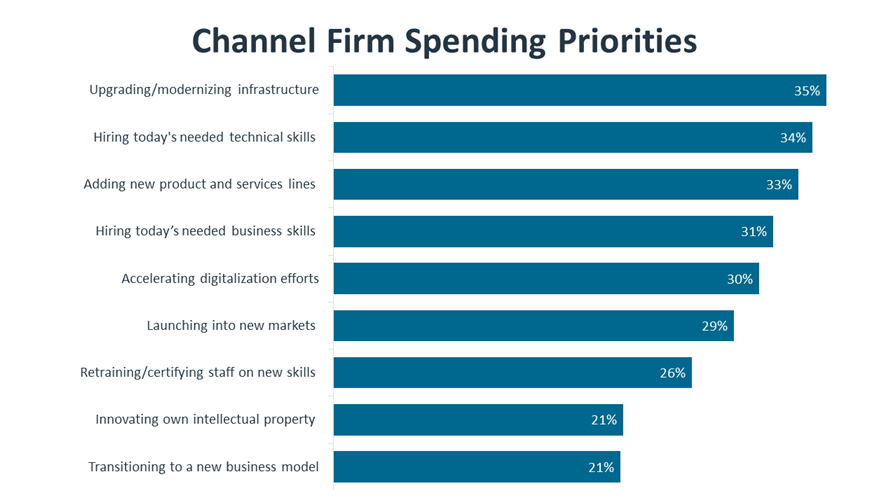 Channel Firm Spending Priorities
Upgrading/modernizing infrastructure 35%
Hiring today's needed technical skills 34%
Adding new product and services lines 33%
Hiring today’s needed business skills 31%
Accelerating digitalization efforts 30%
Launching into new markets 29%
Retraining/certifying staff on new skills 26%
Innovating own intellectual property 21%
Transitioning to a new business model 21%